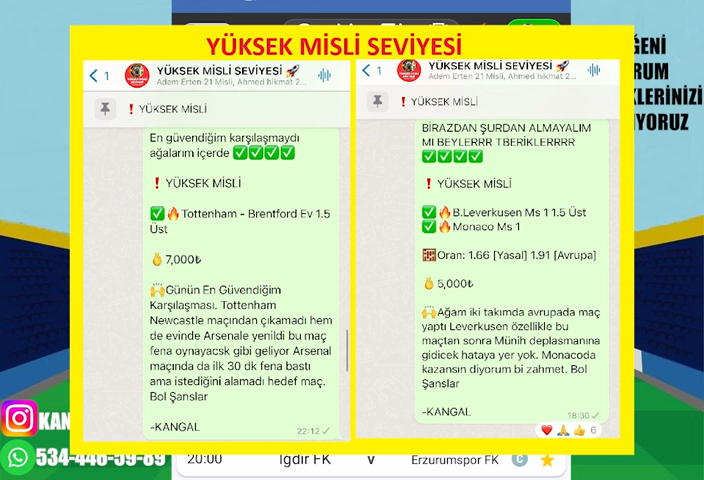 YÜKSEK MİSLİ SEVİYESİ
ĞENİ
RUM
KLERİNİZİ
IYORUZ
1
YÜKSEK MİSLİ SEVİYESİ 🚀
Adem Erten 21 Misli, Ahmed hikmat 2...
❗ YÜKSEK MİSLİ
En güvendiğim karşılaşmaydı
ağalarım içerde ✅✅✅✅
❗ YÜKSEK MİSLİ
✅🔥Tottenham - Brentford Ev 1.5
Üst
7,000₺
🙌Günün En Güvendiğim
Karşılaşması. Tottenham
Newcastle maçından çıkamadı hem
de evinde Arsenale yenildi bu maç
fena oynayacsk gibi geliyor Arsenal
maçında da ilk 30 dk fena bastı
ama istediğini alamadı hedef maç.
Bol Şanslar
-KANGAL
22:12 ✓
1
YÜKSEK MİSLİ SEVİYESİ 🚀
Adem Erten 21 Misli, Ahmed hikmat 2...
❗ YÜKSEK MİSLİ
BİRAZDAN ŞURDAN ALMAYALIM
MI BEYLERRR TBERİKLERRRR
✅✅✅✅
❗ YÜKSEK MİSLİ
✅🔥B.Leverkusen Ms 1 1.5 Üst
✅🔥Monaco Ms 1
Oran: 1.66 [Yasal] 1.91 [Avrupa]
5,000₺
🙌Ağam iki takımda avrupada maç
yaptı Leverkusen özellikle bu
maçtan sonra Münih deplasmanına
gidicek hataya yer yok. Monacoda
kazansın diyorum bi zahmet. Bol
Şanslar
-KANGAL
18:30 ✓
❤️🙏👍 6
KAN
534-446-59-89
20:00 Iğdır FK v Erzurumspor FK C